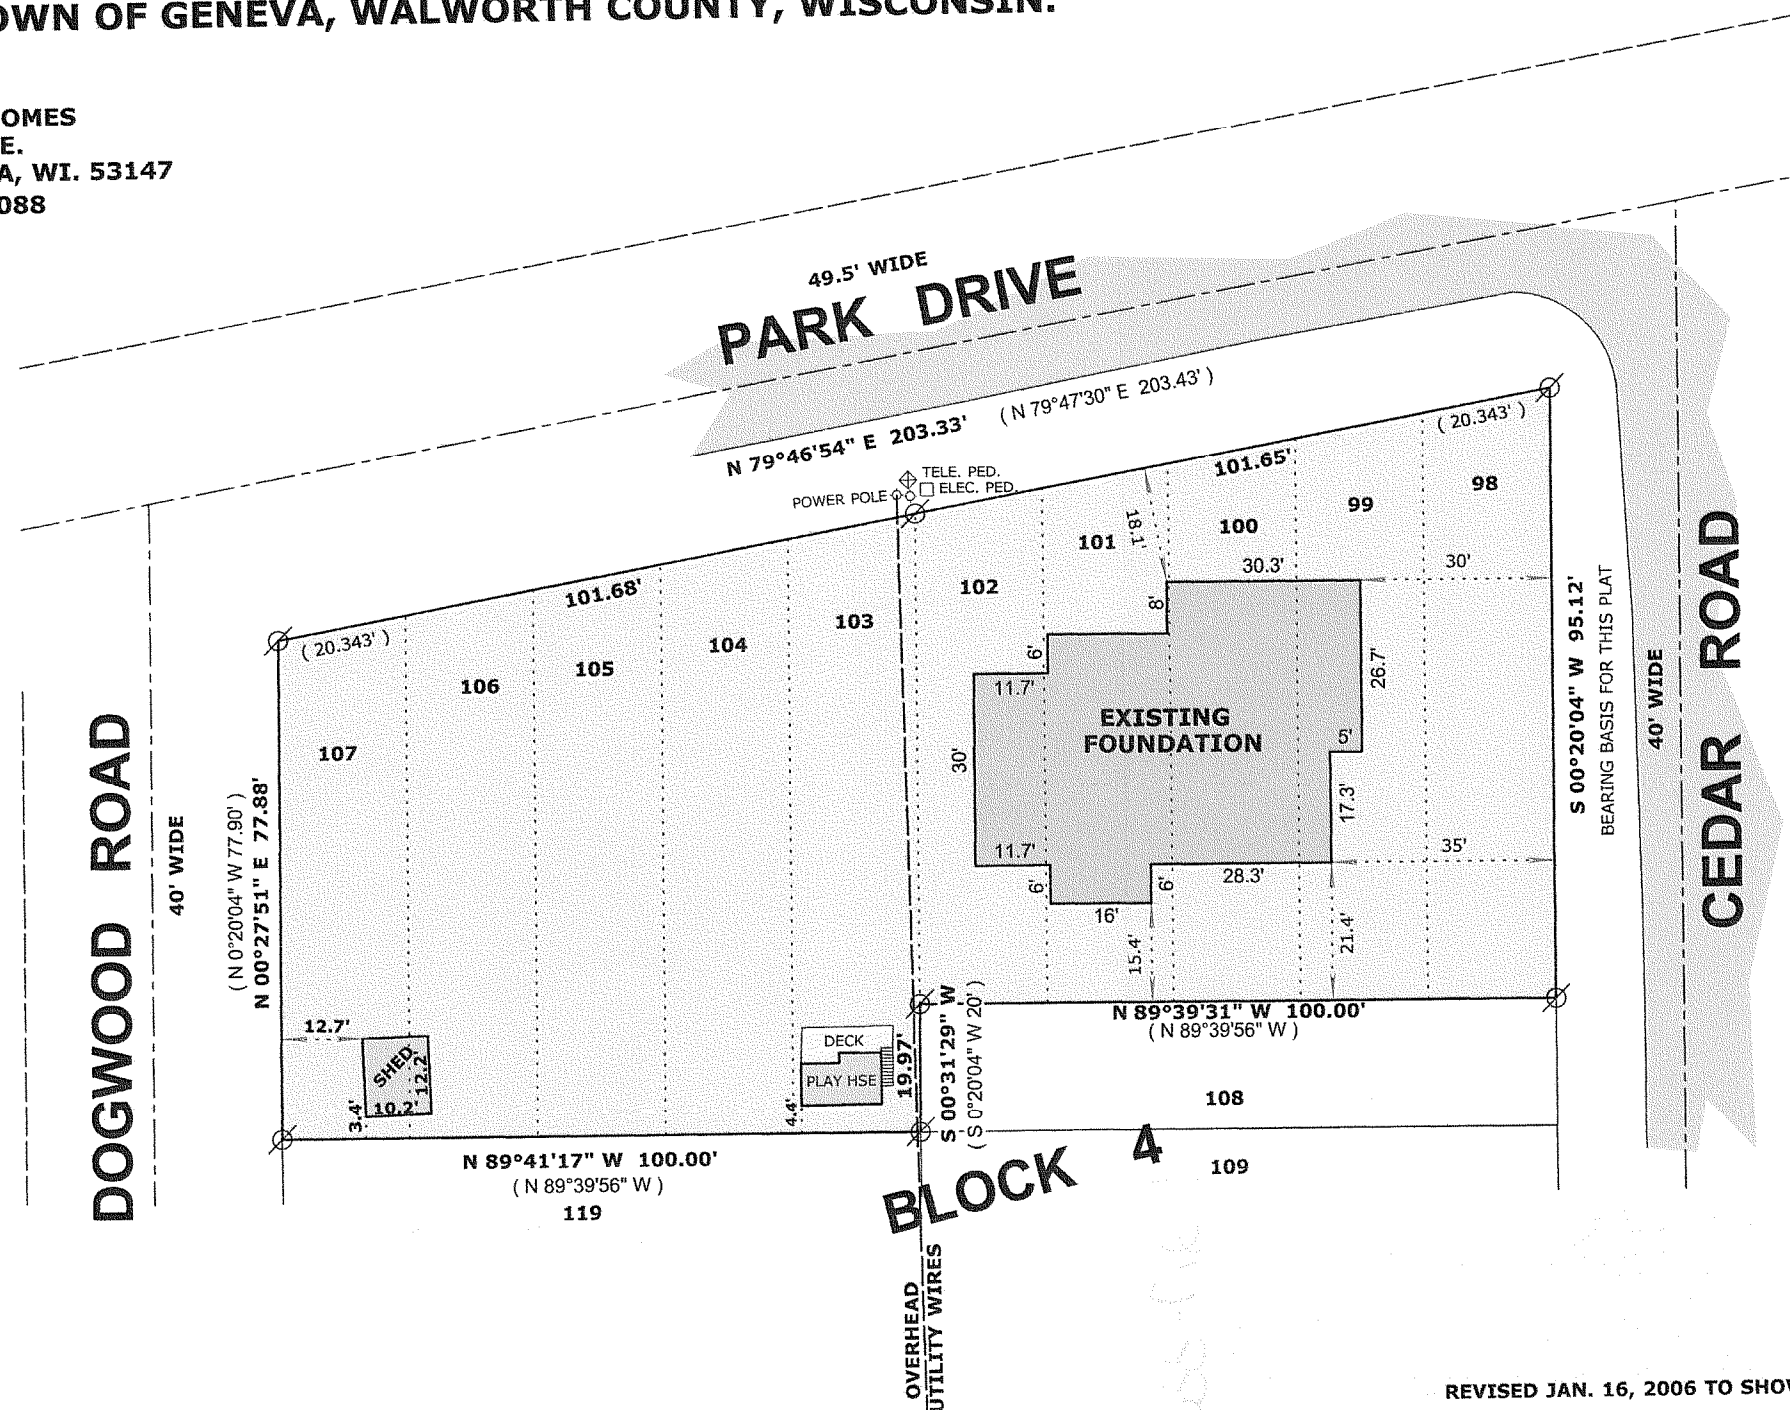 OWN OF GENEVA, WALWORTH COUNTY, WISCONSIN.
OMES
E.
A, WI. 53147
088
49.5' WIDE
PARK DRIVE
N 79°46'54" E 203.33'
( N 79°47'30" E 203.43' )
TELE. PED.
ELEC. PED.
POWER POLE
101.65'
( 20.343' )
98
99
100
101
102
103
104
105
106
107
101.68'
( 20.343' )
18.1'
30.3'
30'
8'
6'
11.7'
26.7'
EXISTING
FOUNDATION
30'
5'
17.3'
11.7'
6'
16'
6'
28.3'
35'
15.4'
21.4'
S 00°20'04" W 95.12'
BEARING BASIS FOR THIS PLAT
40' WIDE
CEDAR ROAD
DOGWOOD ROAD
40' WIDE
( N 0°20'04" W 77.90' )
N 00°27'51" E 77.88'
12.7'
SHED
12.2'
10.2'
3.4'
DECK
PLAY HSE
4.4'
19.97'
S 00°31'29" W
( S 0°20'04" W 20' )
N 89°39'31" W 100.00'
( N 89°39'56" W )
108
N 89°41'17" W 100.00'
( N 89°39'56" W )
119
BLOCK 4
109
OVERHEAD
UTILITY WIRES
REVISED JAN. 16, 2006 TO SHOW